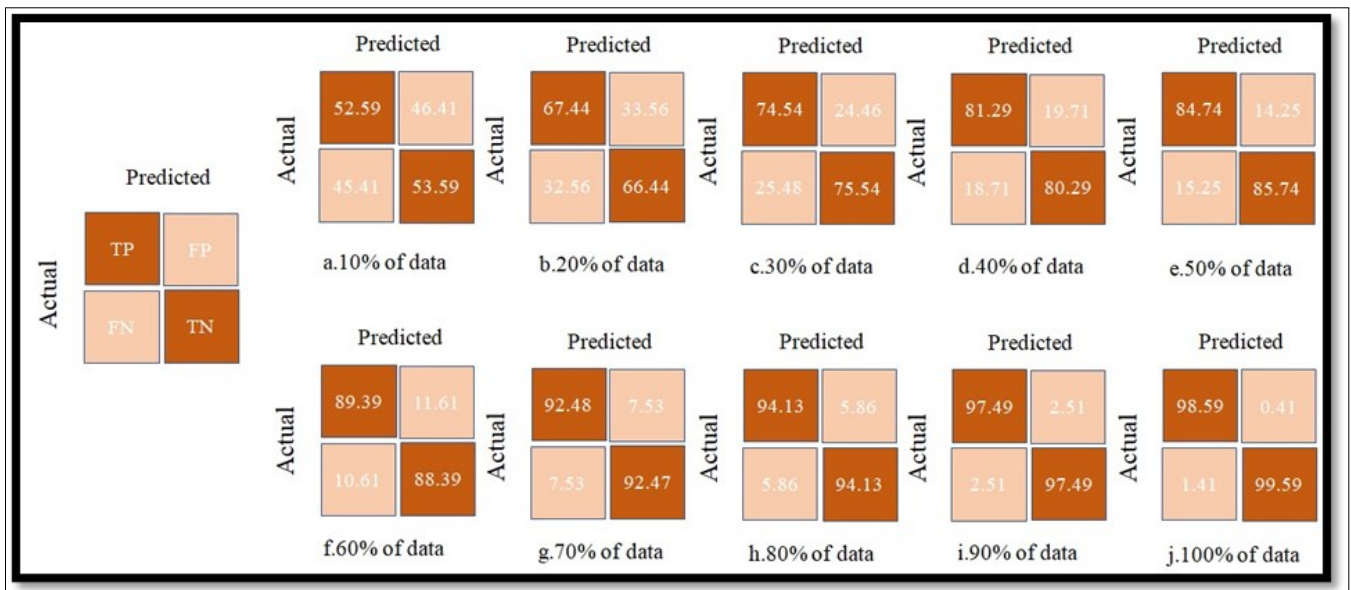 Predicted
Actual
TP FP
FN TN
Predicted
Actual
52.59 46.41
45.41 53.59
a.10% of data
Predicted
Actual
67.44 33.56
32.56 66.44
b.20% of data
Predicted
Actual
74.54 24.46
25.48 75.54
c.30% of data
Predicted
Actual
81.29 19.71
18.71 80.29
d.40% of data
Predicted
Actual
84.74 14.25
15.25 85.74
e.50% of data
Predicted
Actual
89.39 11.61
10.61 88.39
f.60% of data
Predicted
Actual
92.48 7.53
7.53 92.47
g.70% of data
Predicted
Actual
94.13 5.86
5.86 94.13
h.80% of data
Predicted
Actual
97.49 2.51
2.51 97.49
i.90% of data
Predicted
Actual
98.59 0.41
1.41 99.59
j.100% of data